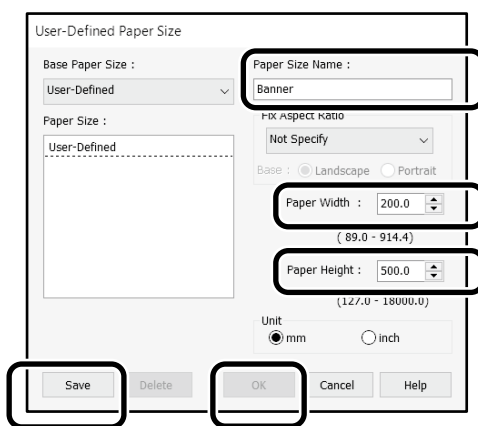 User-Defined Paper Size
Base Paper Size :
User-Defined
Paper Size :
User-Defined
Paper Size Name :
Banner
Fix Aspect Ratio
Not Specify
Base : Landscape Portrait
Paper Width : 200.0
( 89.0 - 914.4)
Paper Height : 500.0
(127.0 - 18000.0)
Unit
mm inch
Save Delete OK Cancel Help